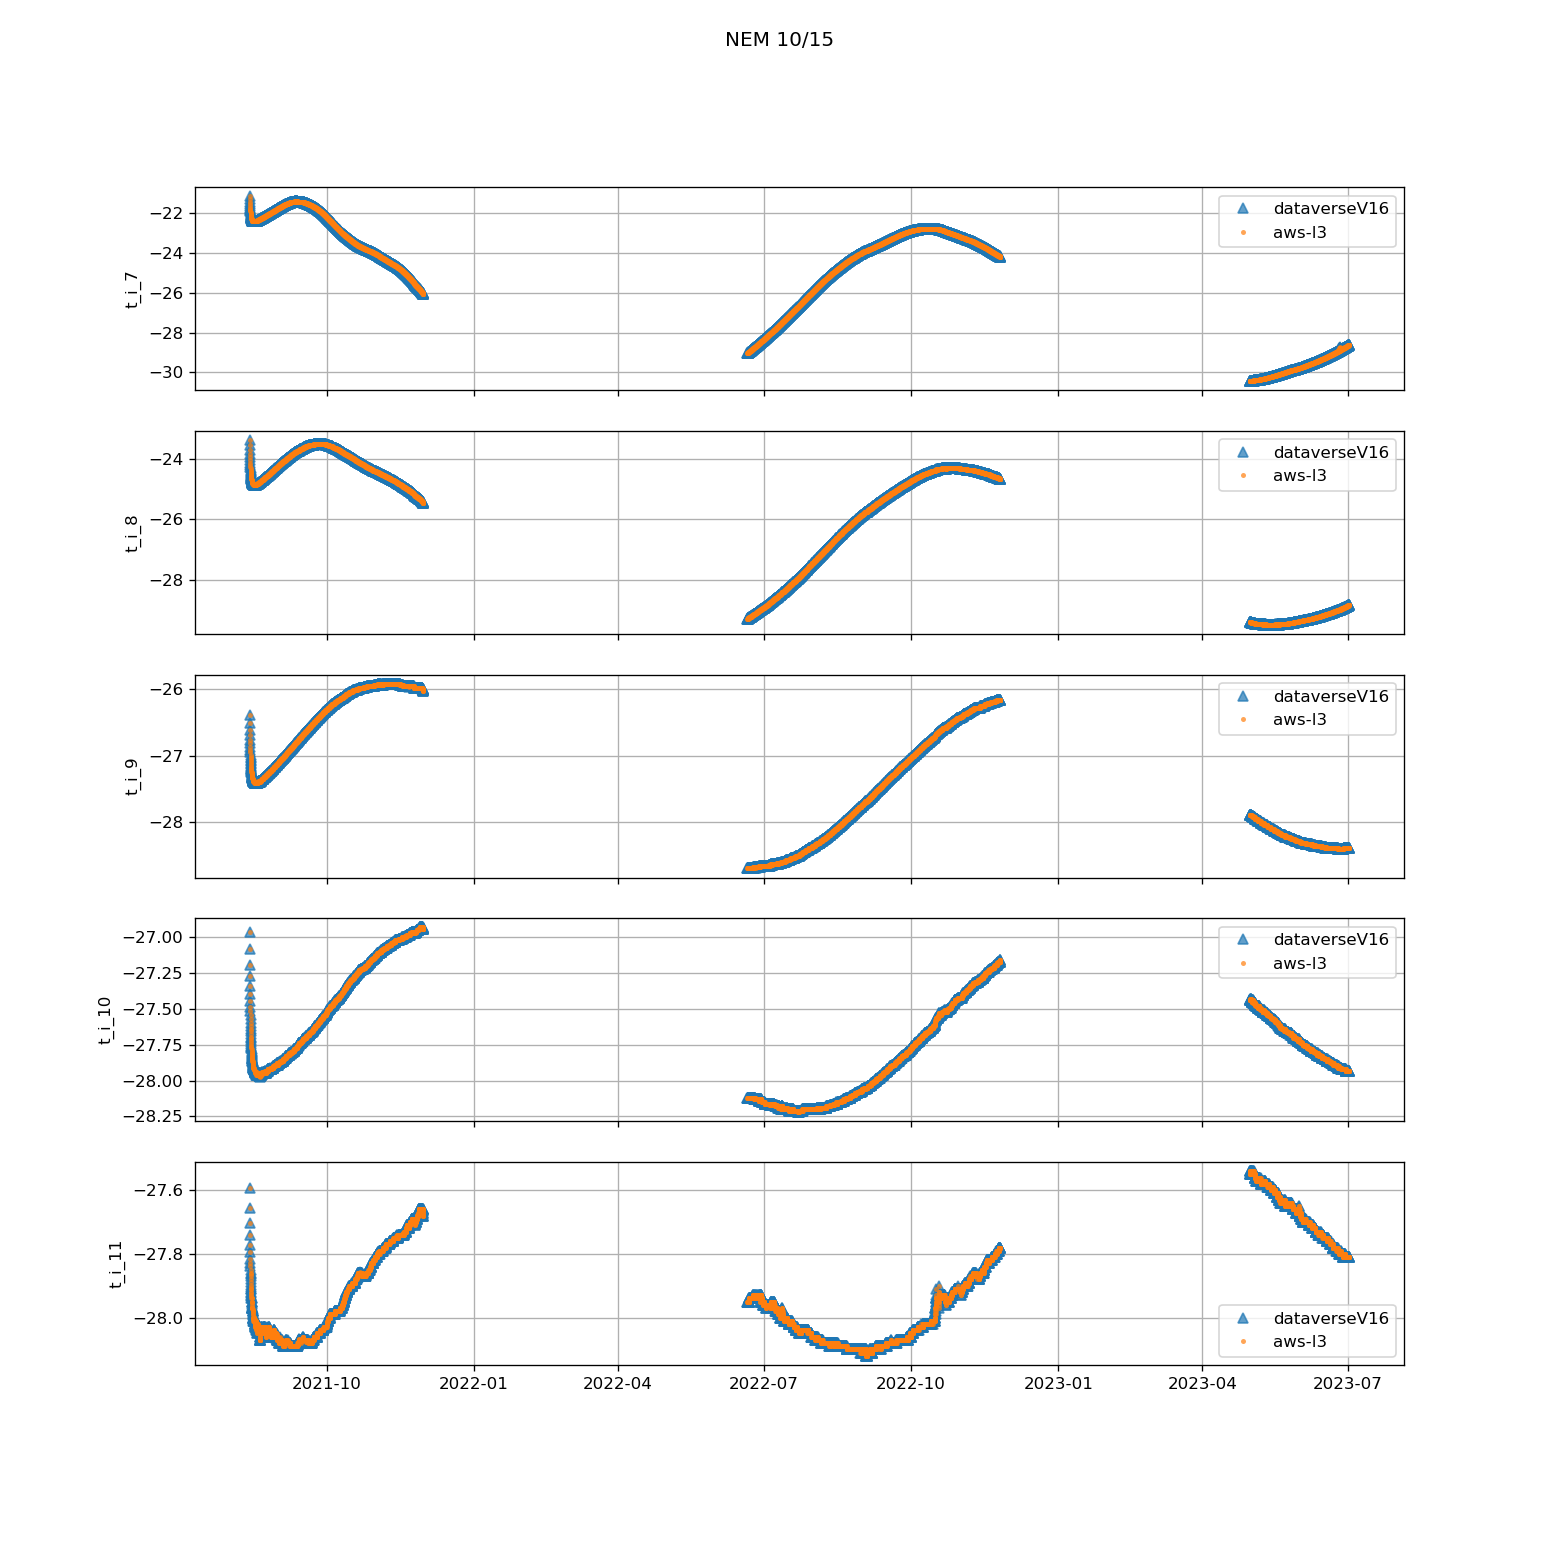 NEM 10/15
−22
−24
−26
−28
−30
t_i_7
dataverseV16
aws-l3
−24
−26
−28
t_i_8
dataverseV16
aws-l3
−26
−27
−28
t_i_9
dataverseV16
aws-l3
−27.00
−27.25
−27.50
−27.75
−28.00
−28.25
t_i_10
dataverseV16
aws-l3
−27.6
−27.8
−28.0
t_i_11
dataverseV16
aws-l3
2021-10 2022-01 2022-04 2022-07 2022-10 2023-01 2023-04 2023-07